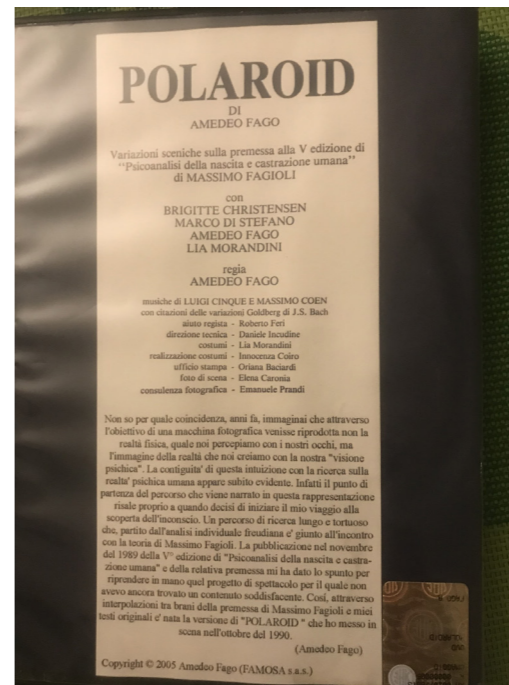 POLAROID
DI
AMEDEO FAGO
Variazioni sceniche sulla premessa alla V edizione di
"Psicoanalisi della nascita e castrazione umana"
di MASSIMO FAGIOLI
con
BRIGITTE CHRISTENSEN
MARCO DI STEFANO
AMEDEO FAGO
LIA MORANDINI
regia
AMEDEO FAGO
musiche di LUIGI CINQUE E MASSIMO COEN
con citazioni delle variazioni Goldberg di J.S. Bach
aiuto regista - Roberto Feri
direzione tecnica - Daniele Incudine
costumi - Lia Morandini
realizzazione costumi - Innocenza Coiro
ufficio stampa - Oriana Baciardi
foto di scena - Elena Caronia
consulenza fotografica - Emanuele Prandi
Non so per quale coincidenza, anni fa, immaginai che attraverso
l'obiettivo di una macchina fotografica venisse riprodotta non la
realtà fisica, quale noi percepiamo con i nostri occhi, ma
l'immagine della realtà che noi creiamo con la nostra "visione
psichica". La contiguita' di questa intuizione con la ricerca sulla
realta' psichica umana appare subito evidente. Infatti il punto di
partenza del percorso che viene narrato in questa rappresentazione
risale proprio a quando decisi di iniziare il mio viaggio alla
scoperta dell'inconscio. Un percorso di ricerca lungo e tortuoso
che, partito dall'analisi individuale freudiana e' giunto all'incontro
con la teoria di Massimo Fagioli. La pubblicazione nel novembre
del 1989 della V° edizione di "Psicoanalisi della nascita e castra-
zione umana" e della relativa premessa mi ha dato lo spunto per
riprendere in mano quel progetto di spettacolo per il quale non
avevo ancora trovato un contenuto soddisfacente. Così, attraverso
interpolazioni tra brani della premessa di Massimo Fagioli e miei
testi originali e' nata la versione di "POLAROID" che ho messo in
scena nell'ottobre del 1990.
(Amedeo Fago)
Copyright © 2005 Amedeo Fago (FAMOSA s.a.s.)
POLAROID
DVD